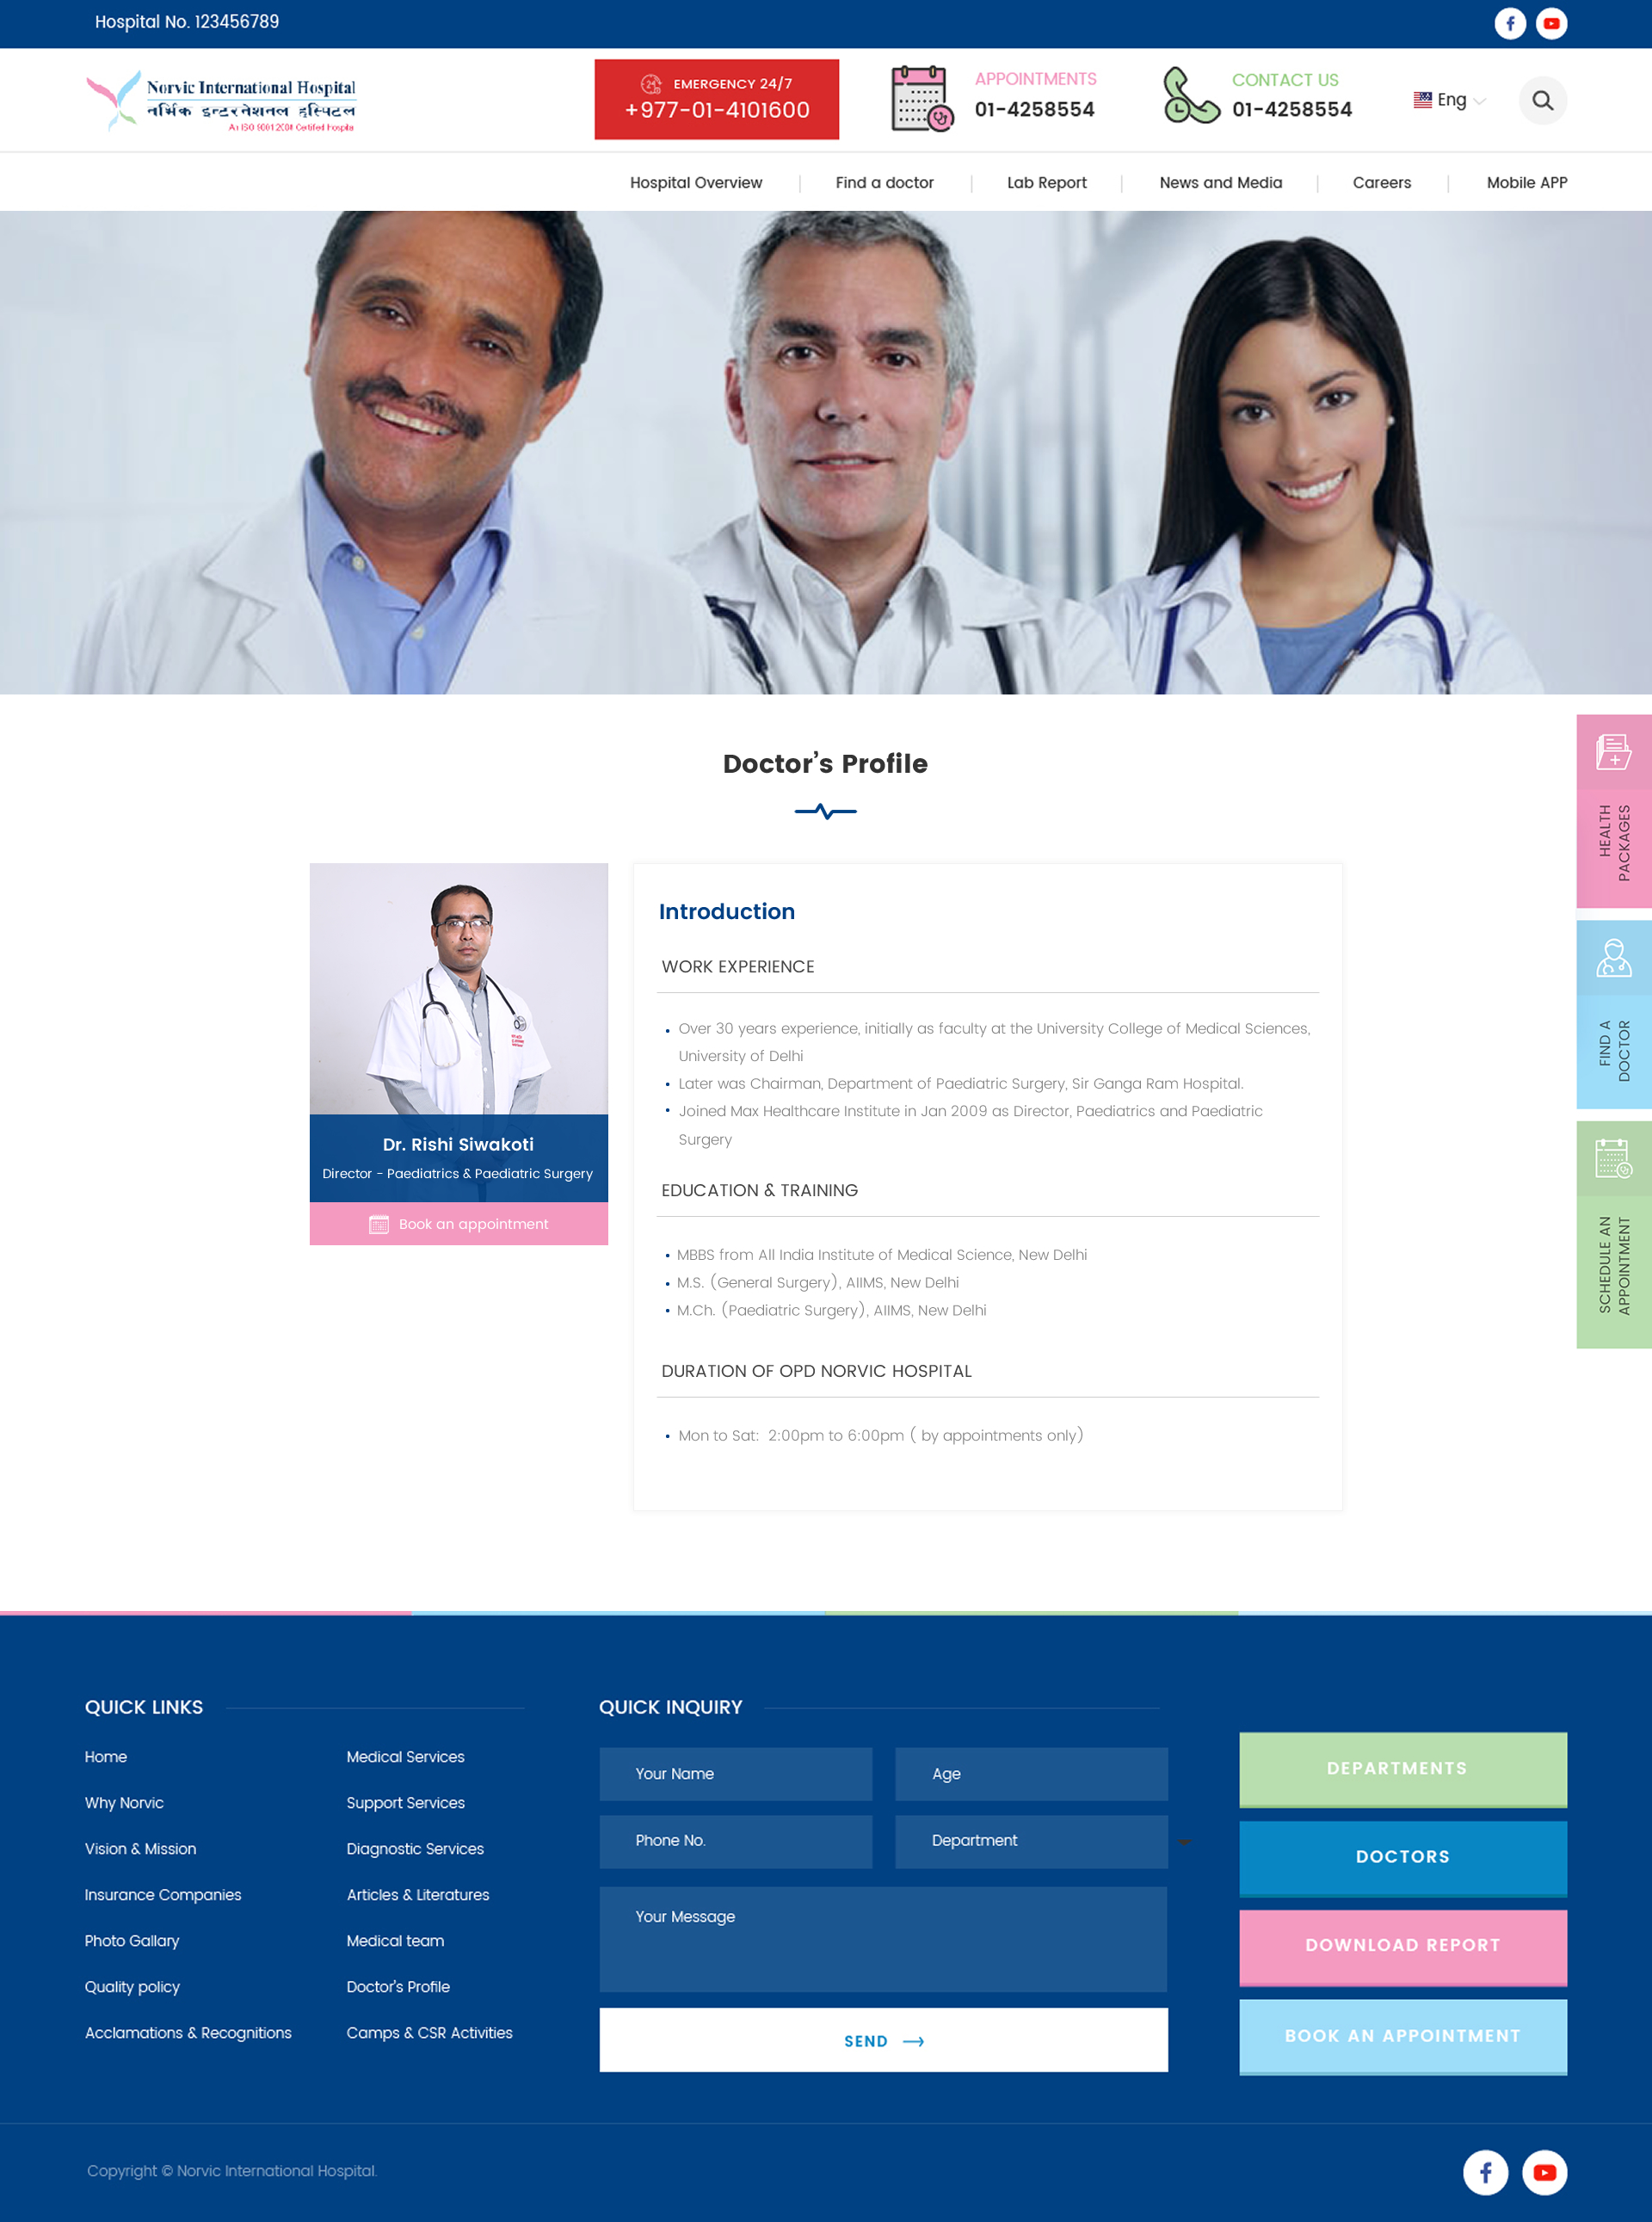 Hospital No. 123456789
Norvic International Hospital
नर्भिक इन्टरनेशनल हस्पिटल
An ISO 9001:2008 Certified Hospital
EMERGENCY 24/7
+977-01-4101600
APPOINTMENTS
01-4258554
CONTACT US
01-4258554
Eng
Hospital Overview
Find a doctor
Lab Report
News and Media
Careers
Mobile APP
Doctor’s Profile
HEALTH
PACKAGES
FIND A
DOCTOR
SCHEDULE AN
APPOINTMENT
Dr. Rishi Siwakoti
Director - Paediatrics & Paediatric Surgery
Book an appointment
Introduction
WORK EXPERIENCE
Over 30 years experience, initially as faculty at the University College of Medical Sciences,
University of Delhi
Later was Chairman, Department of Paediatric Surgery, Sir Ganga Ram Hospital.
Joined Max Healthcare Institute in Jan 2009 as Director, Paediatrics and Paediatric
Surgery
EDUCATION & TRAINING
MBBS from All India Institute of Medical Science, New Delhi
M.S. (General Surgery), AIIMS, New Delhi
M.Ch. (Paediatric Surgery), AIIMS, New Delhi
DURATION OF OPD NORVIC HOSPITAL
Mon to Sat: 2:00pm to 6:00pm ( by appointments only)
QUICK LINKS
Home
Why Norvic
Vision & Mission
Insurance Companies
Photo Gallary
Quality policy
Acclamations & Recognitions
Medical Services
Support Services
Diagnostic Services
Articles & Literatures
Medical team
Doctor's Profile
Camps & CSR Activities
QUICK INQUIRY
Your Name
Age
Phone No.
Department
Your Message
SEND
DEPARTMENTS
DOCTORS
DOWNLOAD REPORT
BOOK AN APPOINTMENT
Copyright © Norvic International Hospital.